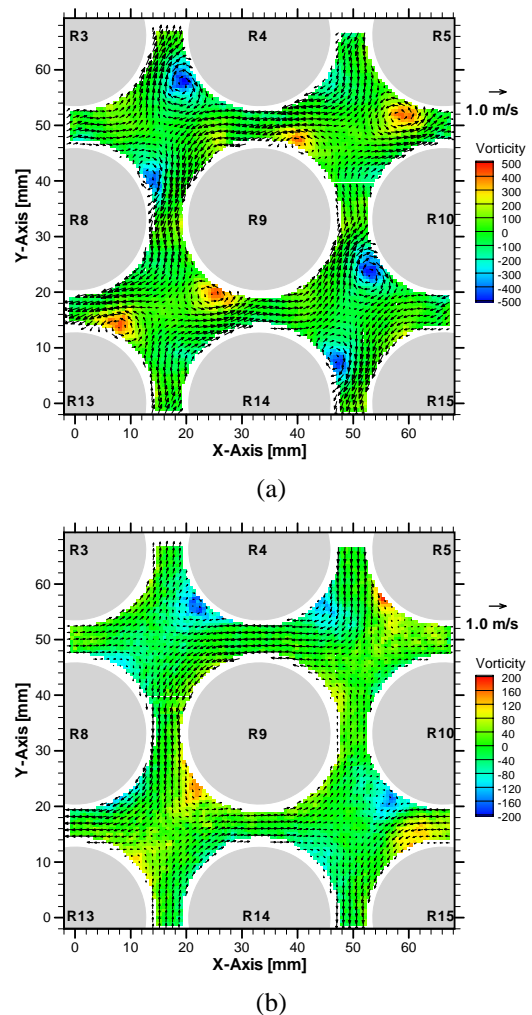 R3 R4 R5
60
50
40
30
20
10
0
Y-Axis [mm]
R8 R9 R10
R13 R14 R15
0 10 20 30 40 50 60
X-Axis [mm]
1.0 m/s
Vorticity
500
400
300
200
100
0
-100
-200
-300
-400
-500
(a)
R3 R4 R5
60
50
40
30
20
10
0
Y-Axis [mm]
R8 R9 R10
R13 R14 R15
0 10 20 30 40 50 60
X-Axis [mm]
1.0 m/s
Vorticity
200
160
120
80
40
0
-40
-80
-120
-160
-200
(b)